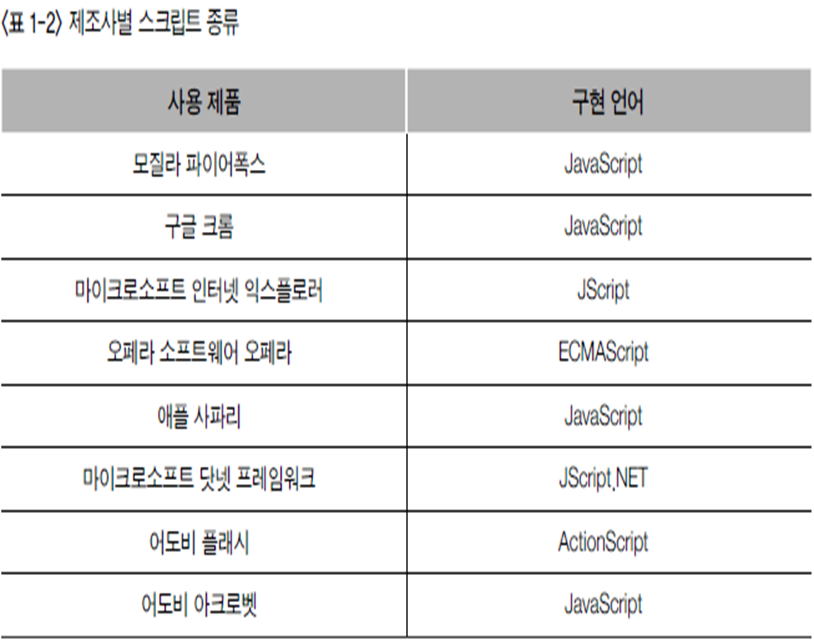 <표 1-2> 제조사별 스크립트 종류
사용 제품 구현 언어
모질라 파이어폭스 JavaScript
구글 크롬 JavaScript
마이크로소프트 인터넷 익스플로러 JScript
오페라 소프트웨어 오페라 ECMAScript
애플 사파리 JavaScript
마이크로소프트 닷넷 프레임워크 JScript.NET
어도비 플래시 ActionScript
어도비 아크로벳 JavaScript